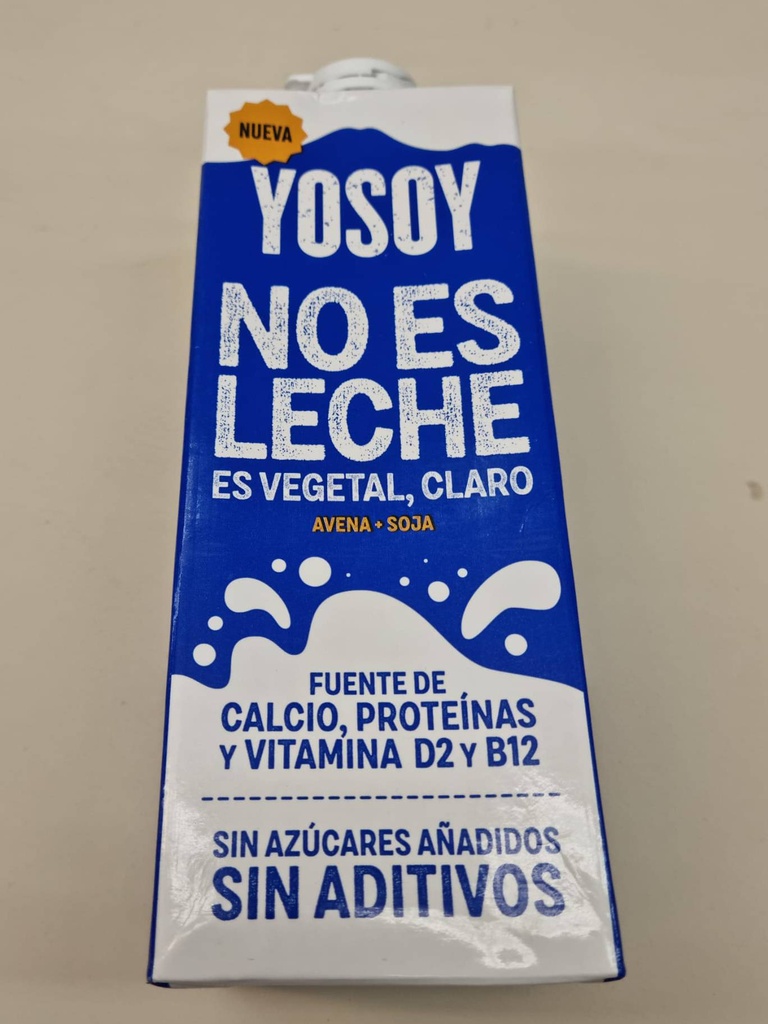 NUEVA
YOSOY
NO ES
LECHE
ES VEGETAL, CLARO
AVENA + SOJA
FUENTE DE
CALCIO, PROTEÍNAS
Y VITAMINA D2 Y B12
SIN AZÚCARES AÑADIDOS
SIN ADITIVOS